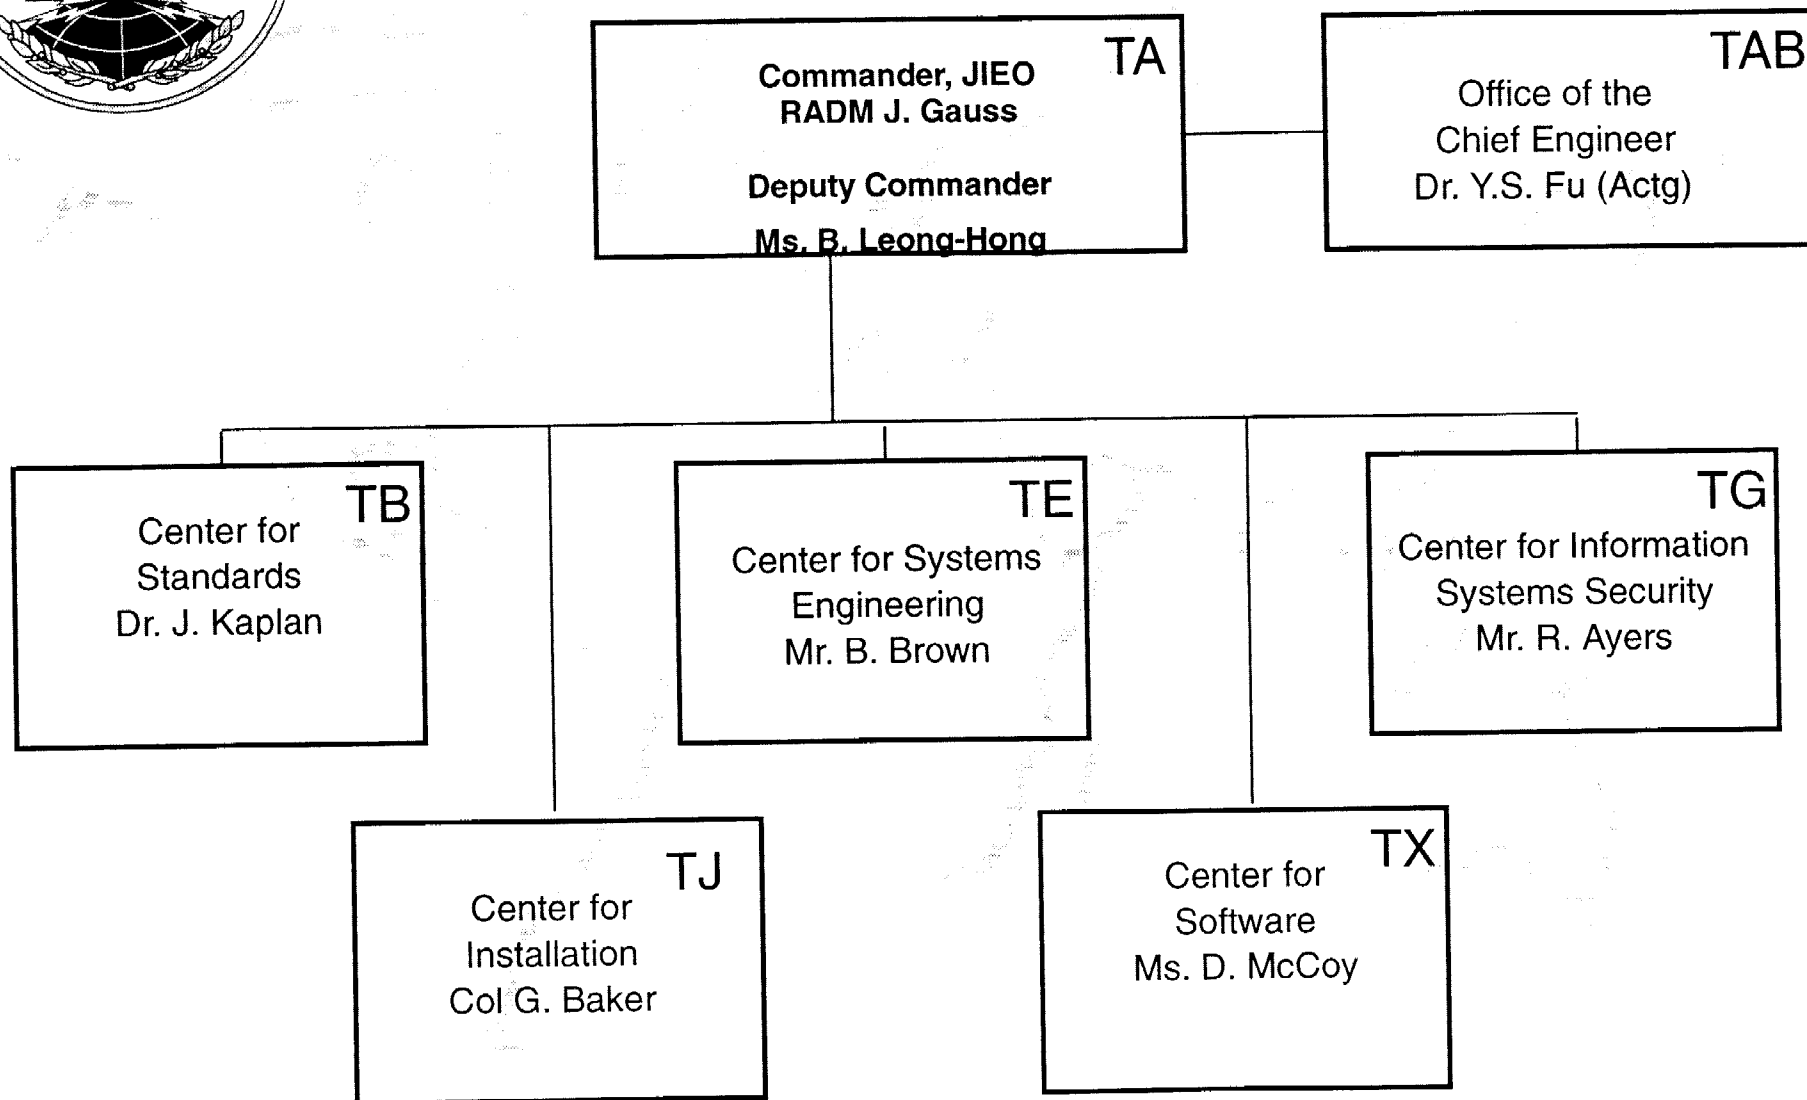 TA
Commander, JIEO
RADM J. Gauss
Deputy Commander
Ms. B. Leong-Hong
TAB
Office of the
Chief Engineer
Dr. Y.S. Fu (Actg)
TB
Center for
Standards
Dr. J. Kaplan
TE
Center for Systems
Engineering
Mr. B. Brown
TG
Center for Information
Systems Security
Mr. R. Ayers
TJ
Center for
Installation
Col G. Baker
TX
Center for
Software
Ms. D. McCoy